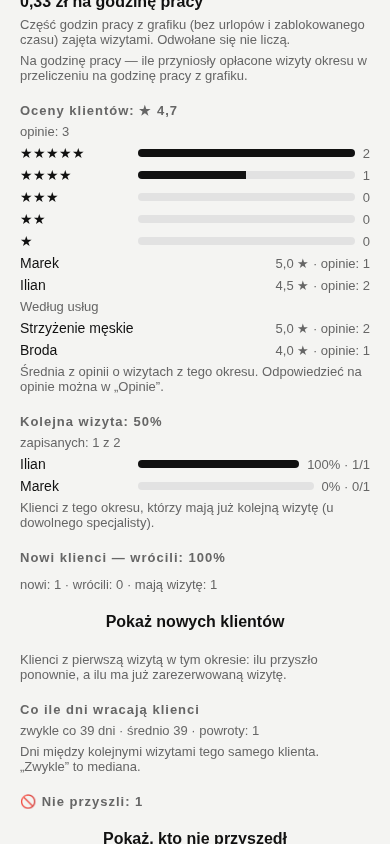 0,33 zł na godzinę pracy
Część godzin pracy z grafiku (bez urlopów i zablokowanego
czasu) zajęta wizytami. Odwołane się nie liczą.
Na godzinę pracy — ile przyniosły opłacone wizyty okresu w
przeliczeniu na godzinę pracy z grafiku.
Oceny klientów: ★ 4,7
opinie: 3
★★★★★ 2
★★★★ 1
★★★ 0
★★ 0
★ 0
Marek 5,0 ★ · opinie: 1
Ilian 4,5 ★ · opinie: 2
Według usług
Strzyżenie męskie 5,0 ★ · opinie: 2
Broda 4,0 ★ · opinie: 1
Średnia z opinii o wizytach z tego okresu. Odpowiedzieć na
opinie można w „Opinie”.
Kolejna wizyta: 50%
zapisanych: 1 z 2
Ilian 100% · 1/1
Marek 0% · 0/1
Klienci z tego okresu, którzy mają już kolejną wizytę (u
dowolnego specjalisty).
Nowi klienci — wrócili: 100%
nowi: 1 · wrócili: 0 · mają wizytę: 1
Pokaż nowych klientów
Klienci z pierwszą wizytą w tym okresie: ilu przyszło
ponownie, a ilu ma już zarezerwowaną wizytę.
Co ile dni wracają klienci
zwykle co 39 dni · średnio 39 · powroty: 1
Dni między kolejnymi wizytami tego samego klienta.
„Zwykle” to mediana.
🚫 Nie przyszli: 1
Pokaż, kto nie przyszedł